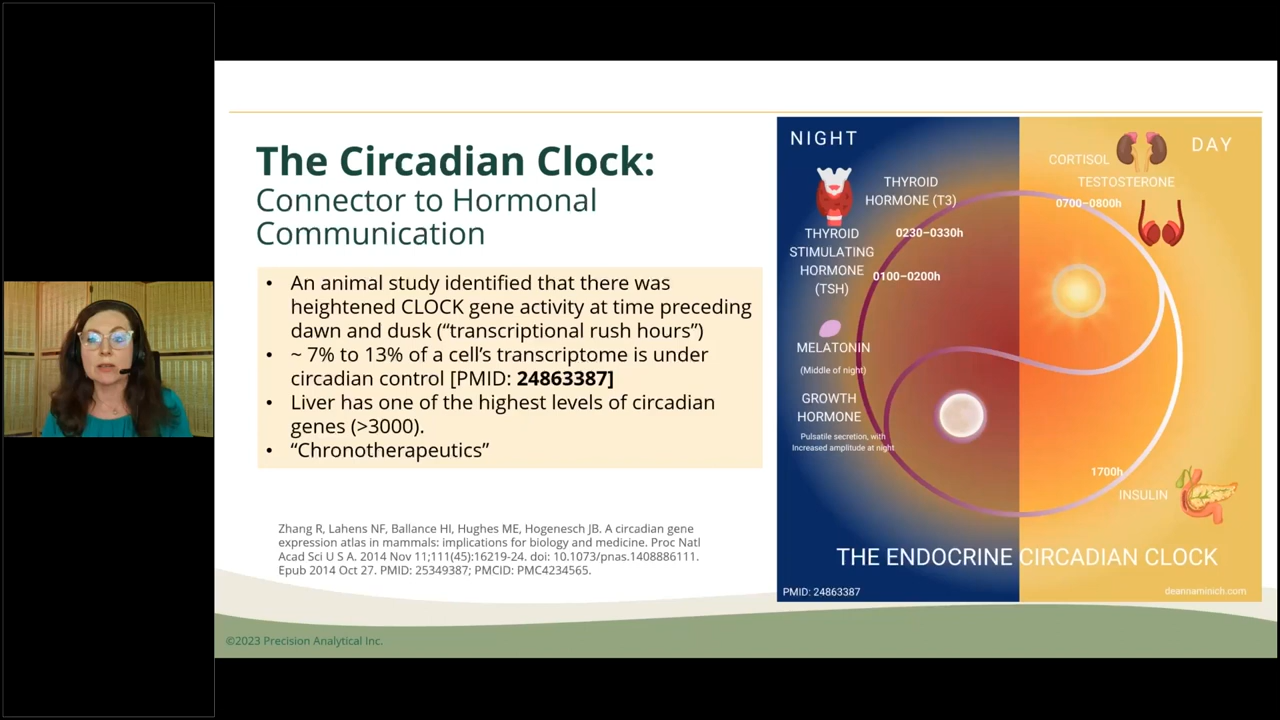 The Circadian Clock:
Connector to Hormonal
Communication
• An animal study identified that there was
heightened CLOCK gene activity at time preceding
dawn and dusk (“transcriptional rush hours”)
• ~ 7% to 13% of a cell’s transcriptome is under
circadian control [PMID: 24863387]
• Liver has one of the highest levels of circadian
genes (>3000).
• “Chronotherapeutics”
Zhang R, Lahens NF, Ballance HI, Hughes ME, Hogenesch JB. A circadian gene
expression atlas in mammals: implications for biology and medicine. Proc Natl
Acad Sci U S A. 2014 Nov 11;111(45):16219-24. doi: 10.1073/pnas.1408886111.
Epub 2014 Oct 27. PMID: 25349387; PMCID: PMC4234565.
©2023 Precision Analytical Inc.
NIGHT
THYROID
HORMONE (T3)
0230–0330h
THYROID
STIMULATING
HORMONE
(TSH)
0100–0200h
MELATONIN
(Middle of night)
GROWTH
HORMONE
Pulsatile secretion, with
Increased amplitude at night
DAY
CORTISOL
TESTOSTERONE
0700–0800h
1700h
INSULIN
THE ENDOCRINE CIRCADIAN CLOCK
PMID: 24863387
deannaminich.com